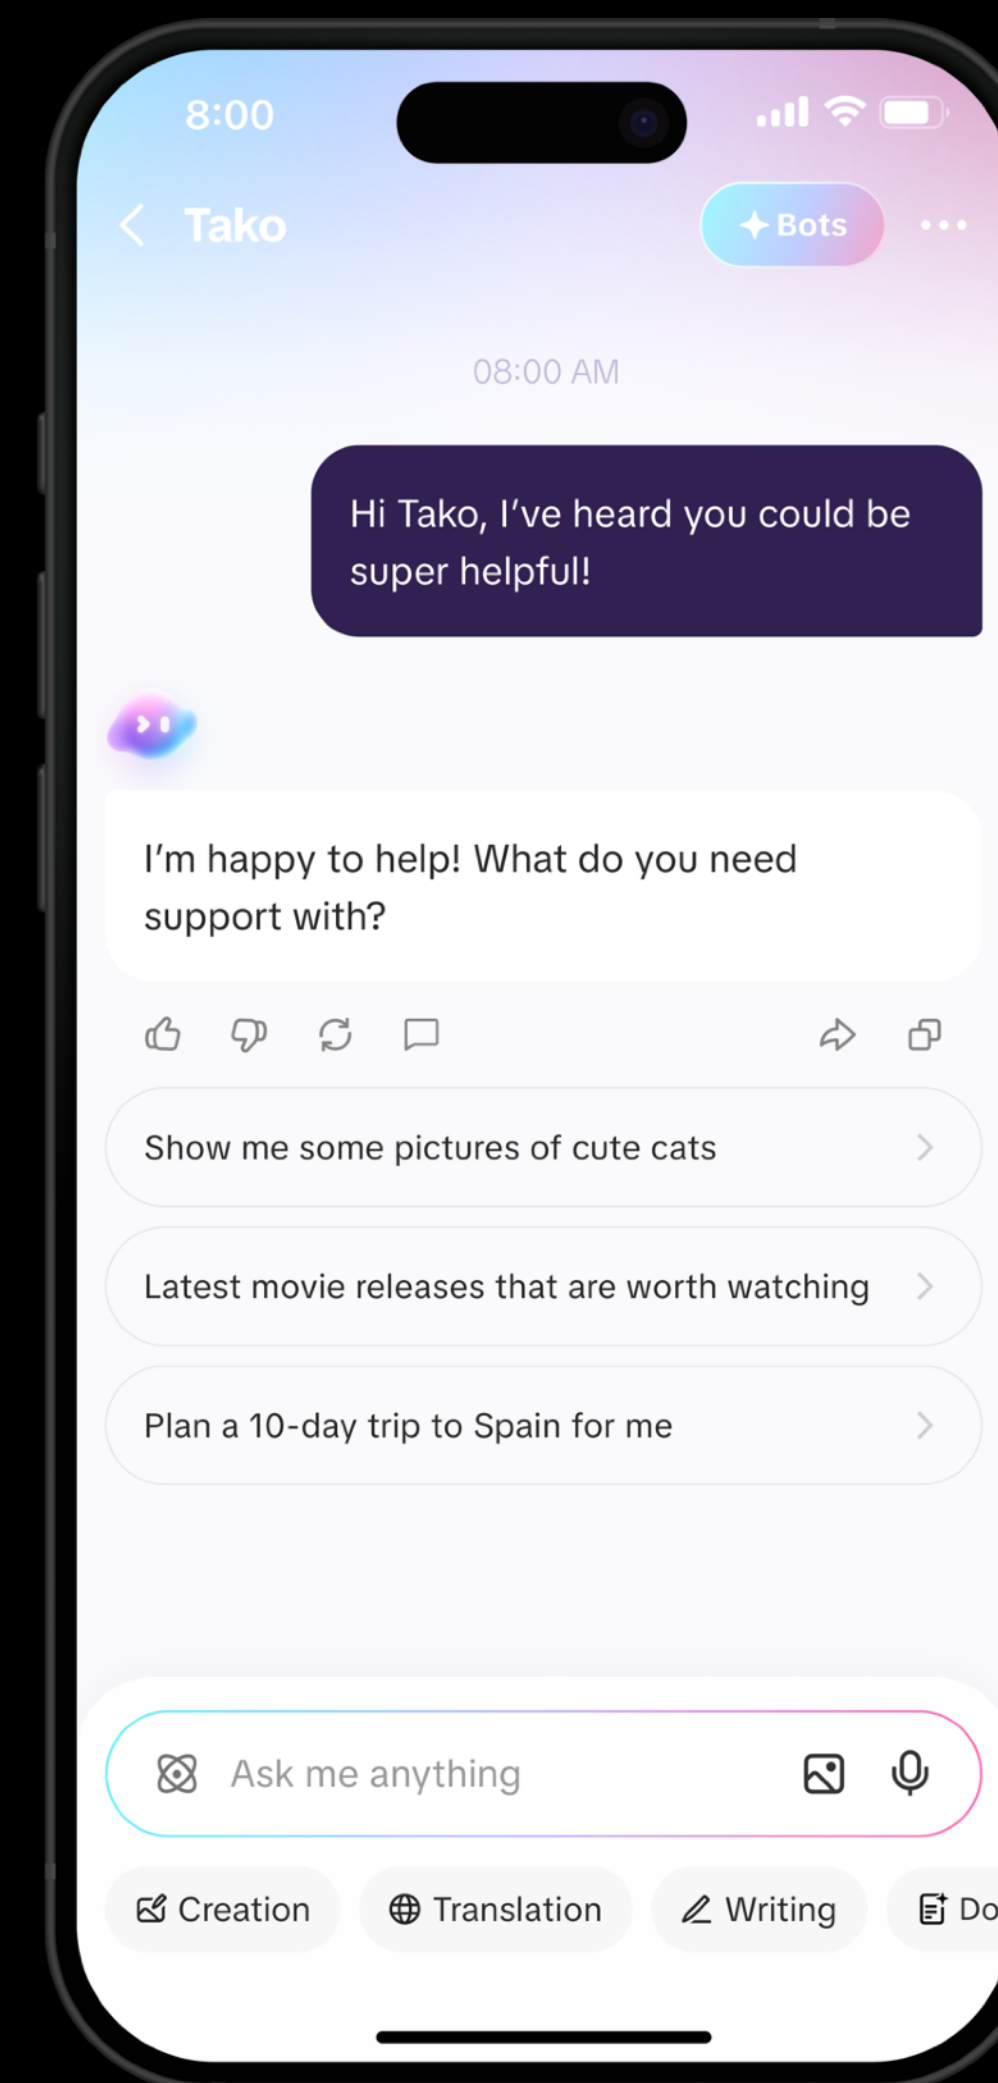 8:00
Tako
Bots
08:00 AM
Hi Tako, I’ve heard you could be
super helpful!
I’m happy to help! What do you need
support with?
Show me some pictures of cute cats
Latest movie releases that are worth watching
Plan a 10-day trip to Spain for me
Ask me anything
Creation
Translation
Writing
Do